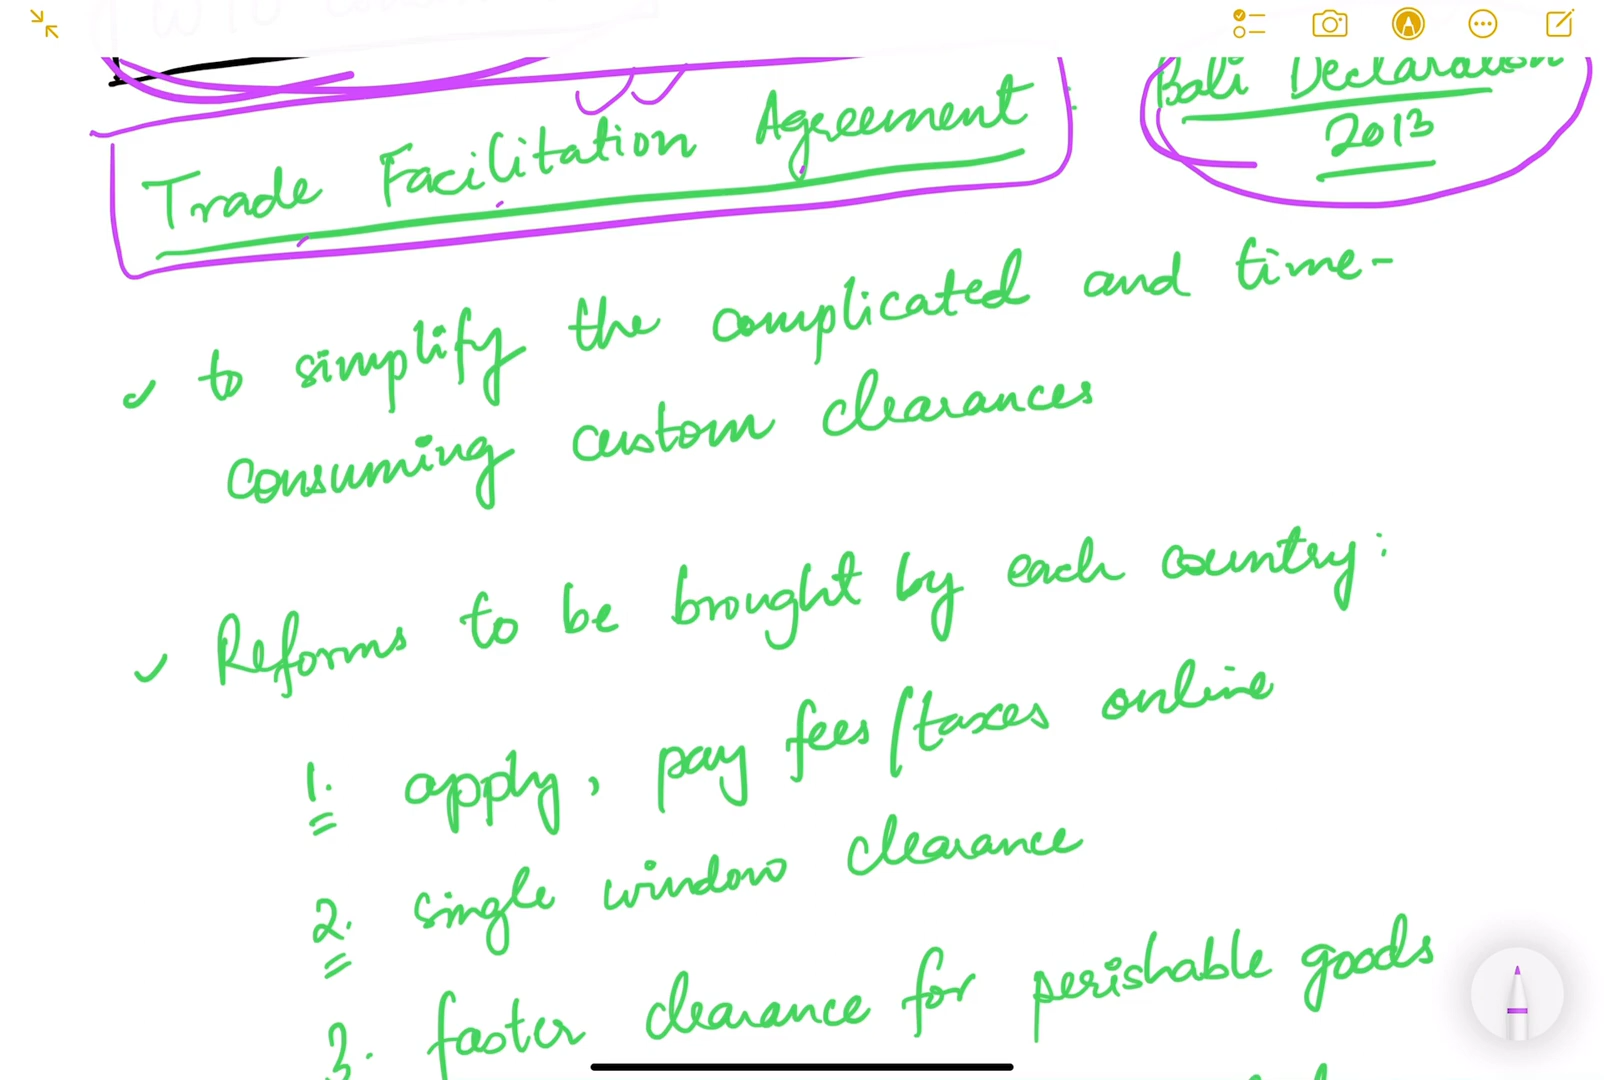 Bali Declaration
2013
Trade Facilitation Agreement
to simplify the complicated and time-
consuming custom clearances
Reforms to be brought by each country:
1. apply, pay fees/taxes online
2. single window clearance
3. faster clearance for perishable goods